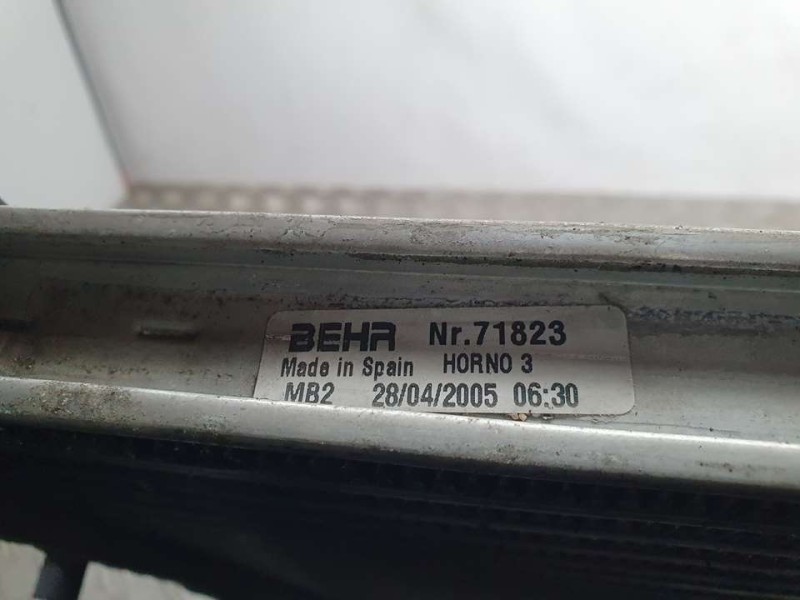 BEHR Nr.71823
Made in Spain HORNO 3
MB2 28/04/2005 06:30